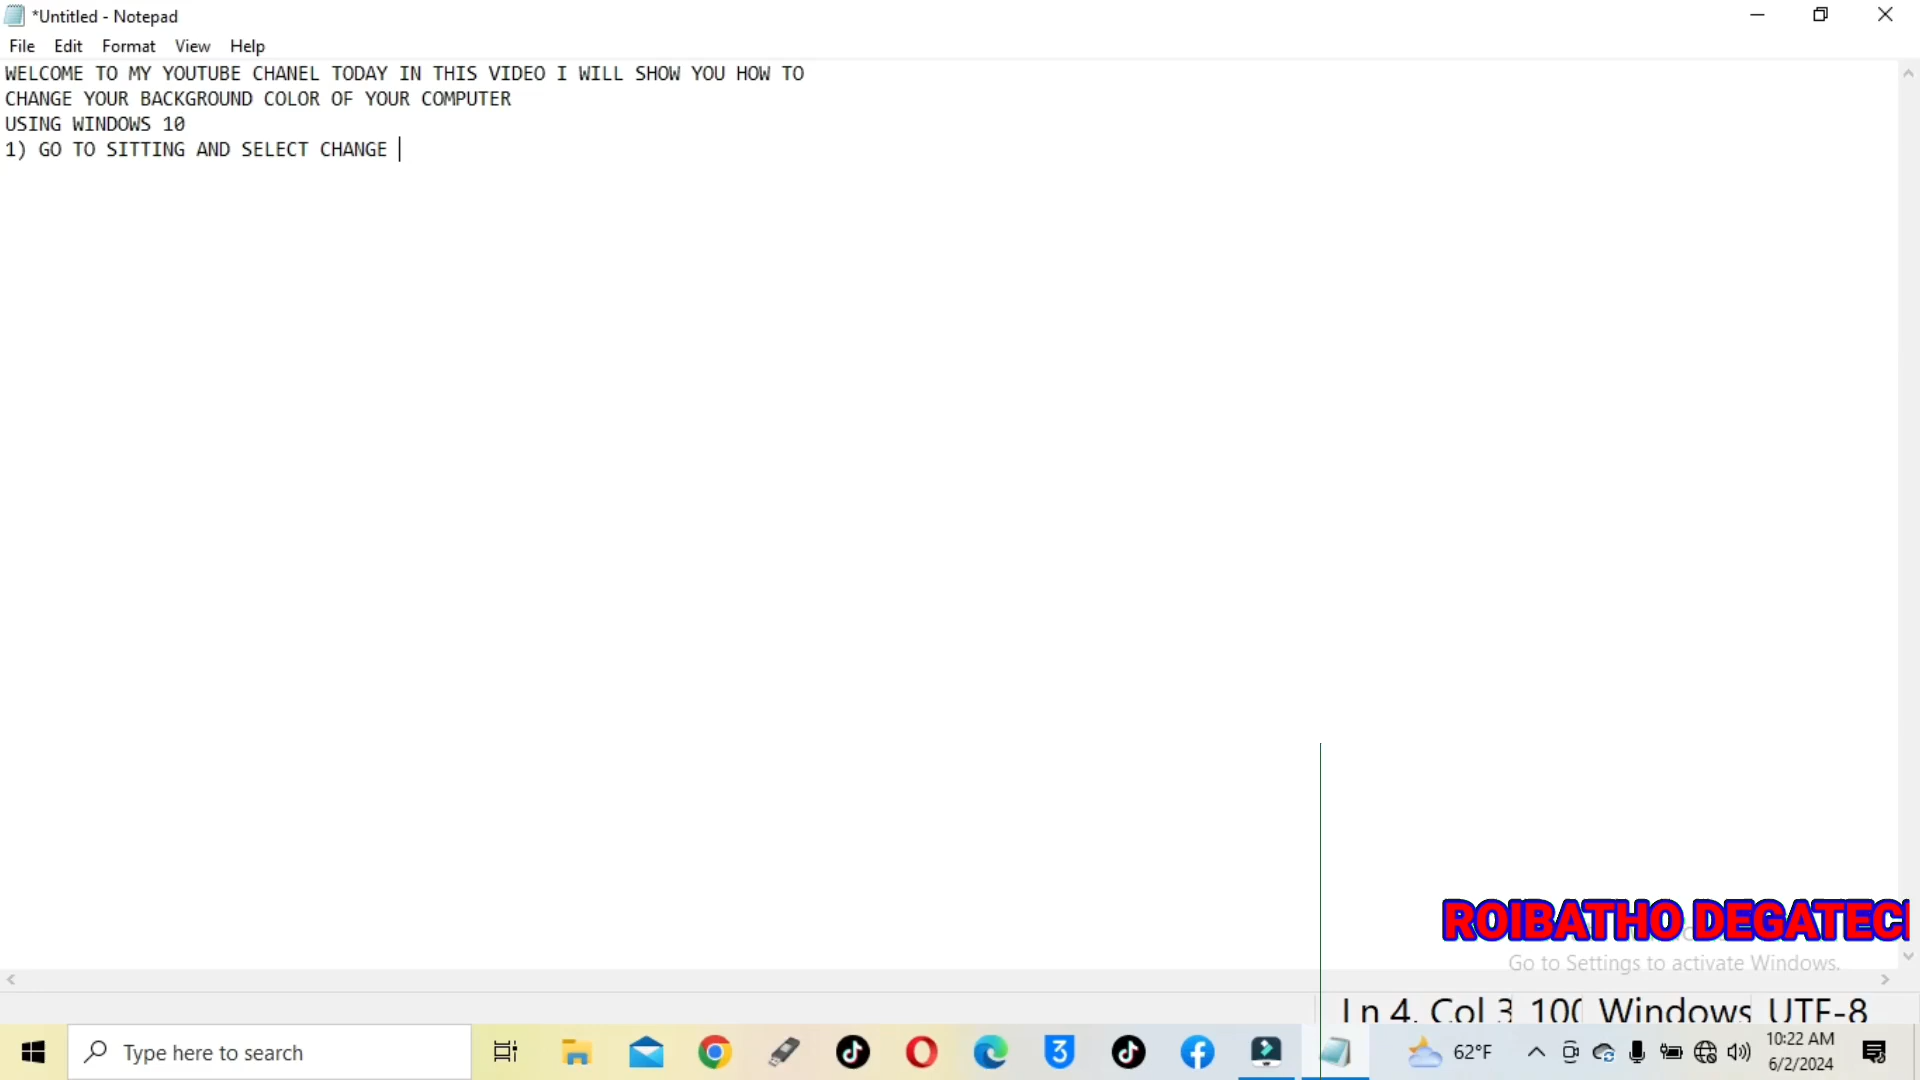 *Untitled - Notepad
File Edit Format View Help
WELCOME TO MY YOUTUBE CHANEL TODAY IN THIS VIDEO I WILL SHOW YOU HOW TO
CHANGE YOUR BACKGROUND COLOR OF YOUR COMPUTER
USING WINDOWS 10
1) GO TO SITTING AND SELECT CHANGE
ROIBATHO DEGATECH
Go to Settings to activate Windows.
Ln 4, Col 3 100 Windows UTF-8
Type here to search
62°F
10:22 AM
6/2/2024